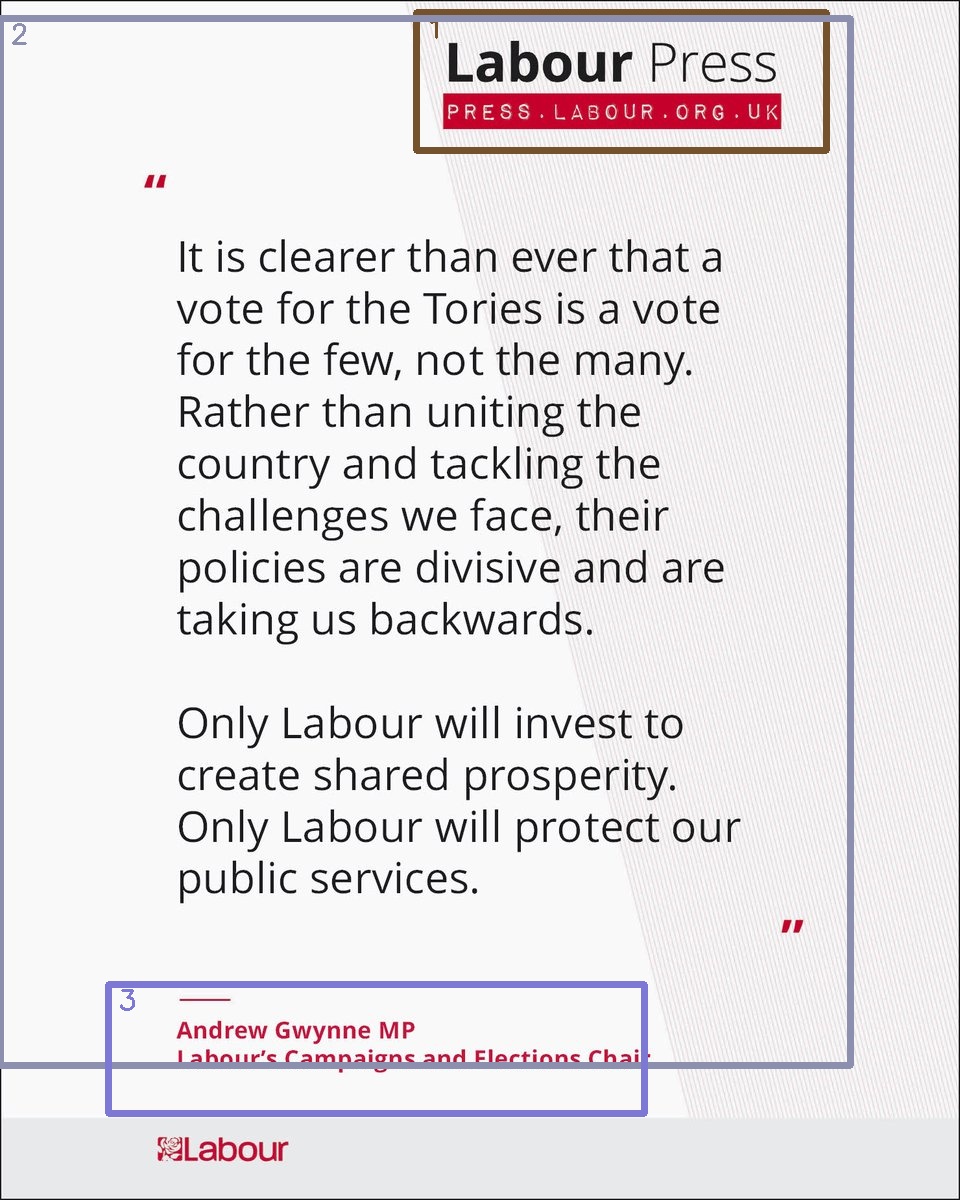 Labour Press
PRESS.LABOUR.ORG.UK
“
It is clearer than ever that a
vote for the Tories is a vote
for the few, not the many.
Rather than uniting the
country and tackling the
challenges we face, their
policies are divisive and are
taking us backwards.
Only Labour will invest to
create shared prosperity.
Only Labour will protect our
public services.
”
Andrew Gwynne MP
Labour’s Campaigns and Elections Chair
Labour
1
2
3